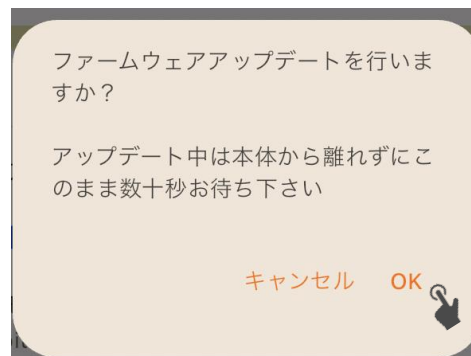 ファームウェアアップデートを行いま
すか？
アップデート中は本体から離れずにこ
のまま数十秒お待ち下さい
キャンセル OK